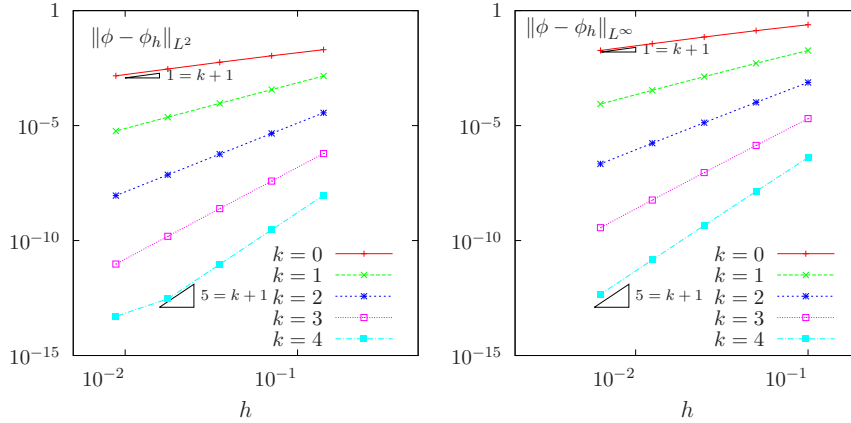 1
10^{-5}
10^{-10}
10^{-15}
‖ϕ − ϕ_h‖_{L²}
1 = k + 1
k = 0
k = 1
k = 2
k = 3
k = 4
5 = k + 1
10^{-2}
10^{-1}
h
1
10^{-5}
10^{-10}
10^{-15}
‖ϕ − ϕ_h‖_{L^∞}
1 = k + 1
k = 0
k = 1
k = 2
k = 3
k = 4
5 = k + 1
10^{-2}
10^{-1}
h